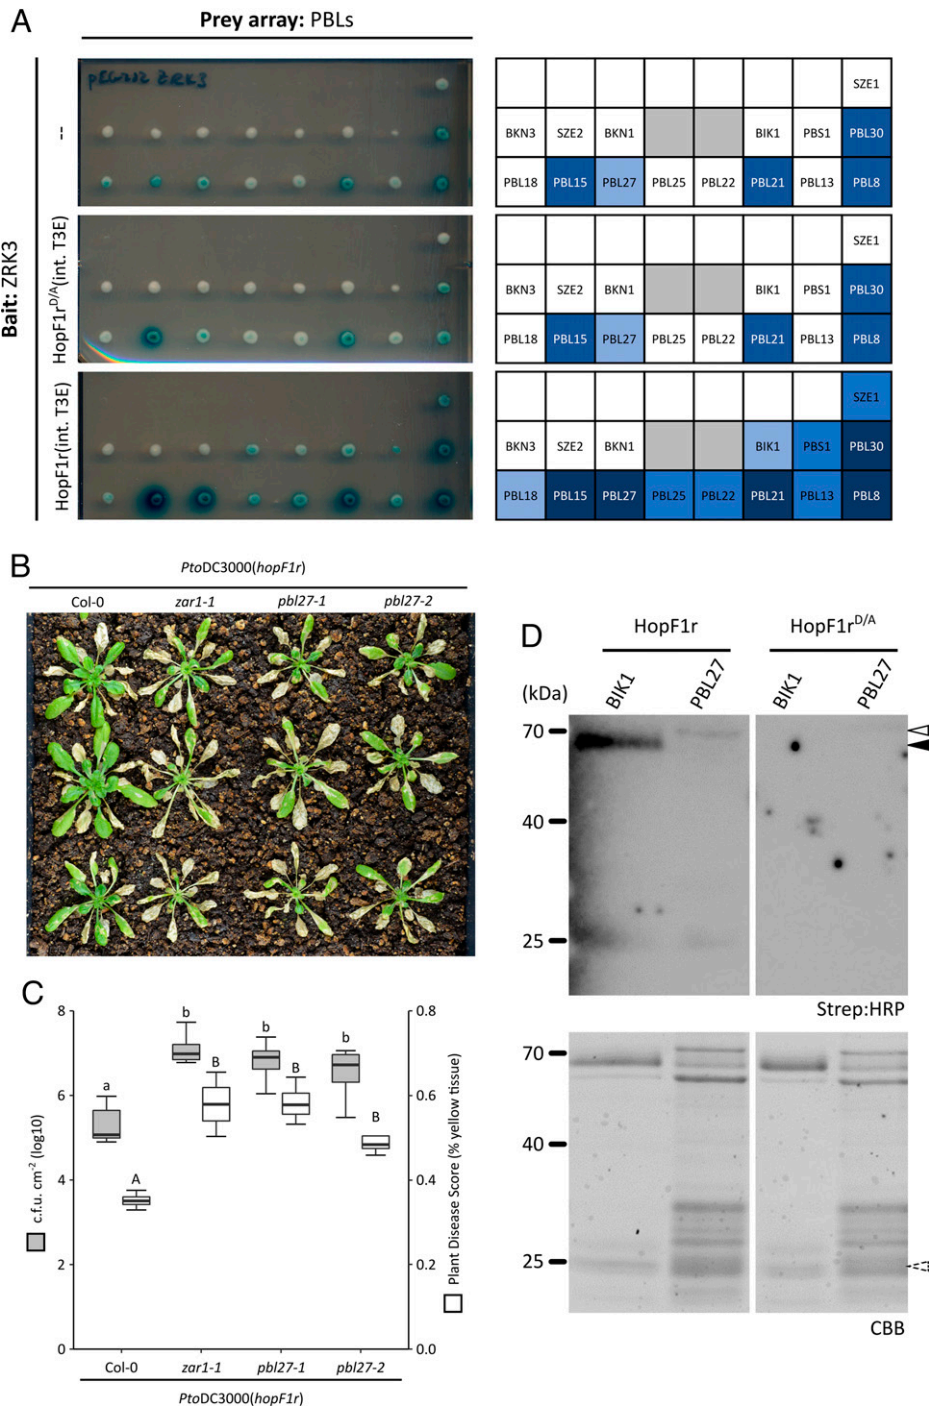 A
Prey array: PBLs
Bait: ZRK3
--
HopF1rD/A(int. T3E)
HopF1r(int. T3E)
pEG202 ZRK3
SZE1
BKN3 SZE2 BKN1 BIK1 PBS1 PBL30
PBL18 PBL15 PBL27 PBL25 PBL22 PBL21 PBL13 PBL8
SZE1
BKN3 SZE2 BKN1 BIK1 PBS1 PBL30
PBL18 PBL15 PBL27 PBL25 PBL22 PBL21 PBL13 PBL8
SZE1
BKN3 SZE2 BKN1 BIK1 PBS1 PBL30
PBL18 PBL15 PBL27 PBL25 PBL22 PBL21 PBL13 PBL8
B
PtoDC3000(hopF1r)
Col-0 zar1-1 pbl27-1 pbl27-2
C
c.f.u. cm-2 (log10)
8
6
4
2
0
a A b B b B b B
0.8
0.6
0.4
0.2
0.0
Plant Disease Score (% yellow tissue)
Col-0 zar1-1 pbl27-1 pbl27-2
PtoDC3000(hopF1r)
D
HopF1r HopF1rD/A
(kDa) BIK1 PBL27 BIK1 PBL27
70
40
25
Strep:HRP
70
40
25
CBB